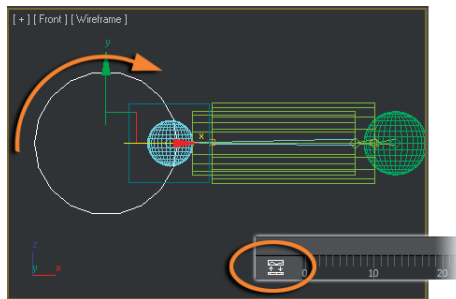 [ + ] [ Front ] [ Wireframe ]
y
x
z
y x
0 10 20